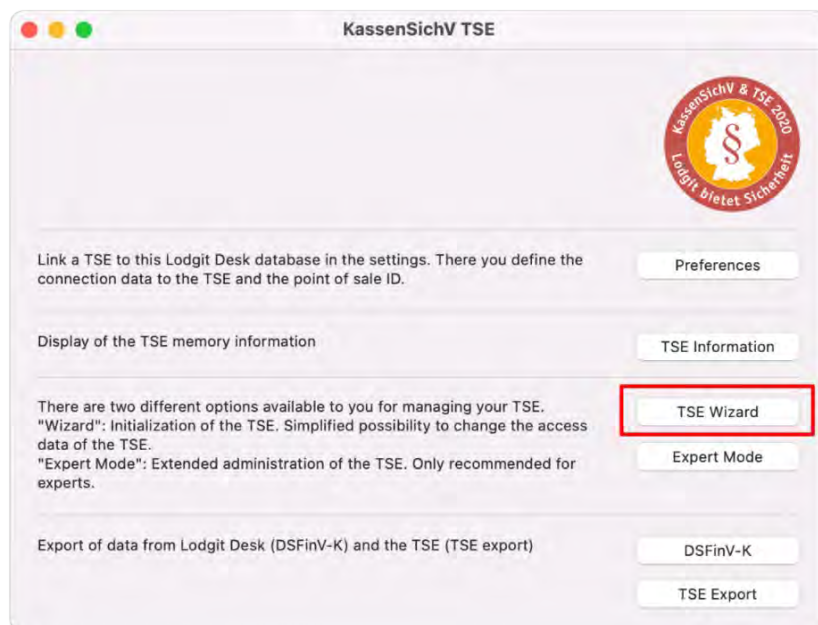 KassenSichV TSE
KassenSichV & TSE 2020
§
Lodgit bietet Sicherheit
Link a TSE to this Lodgit Desk database in the settings. There you define the
connection data to the TSE and the point of sale ID.
Preferences
Display of the TSE memory information
TSE Information
There are two different options available to you for managing your TSE.
"Wizard": Initialization of the TSE. Simplified possibility to change the access
data of the TSE.
"Expert Mode": Extended administration of the TSE. Only recommended for
experts.
TSE Wizard
Expert Mode
Export of data from Lodgit Desk (DSFinV-K) and the TSE (TSE export)
DSFinV-K
TSE Export